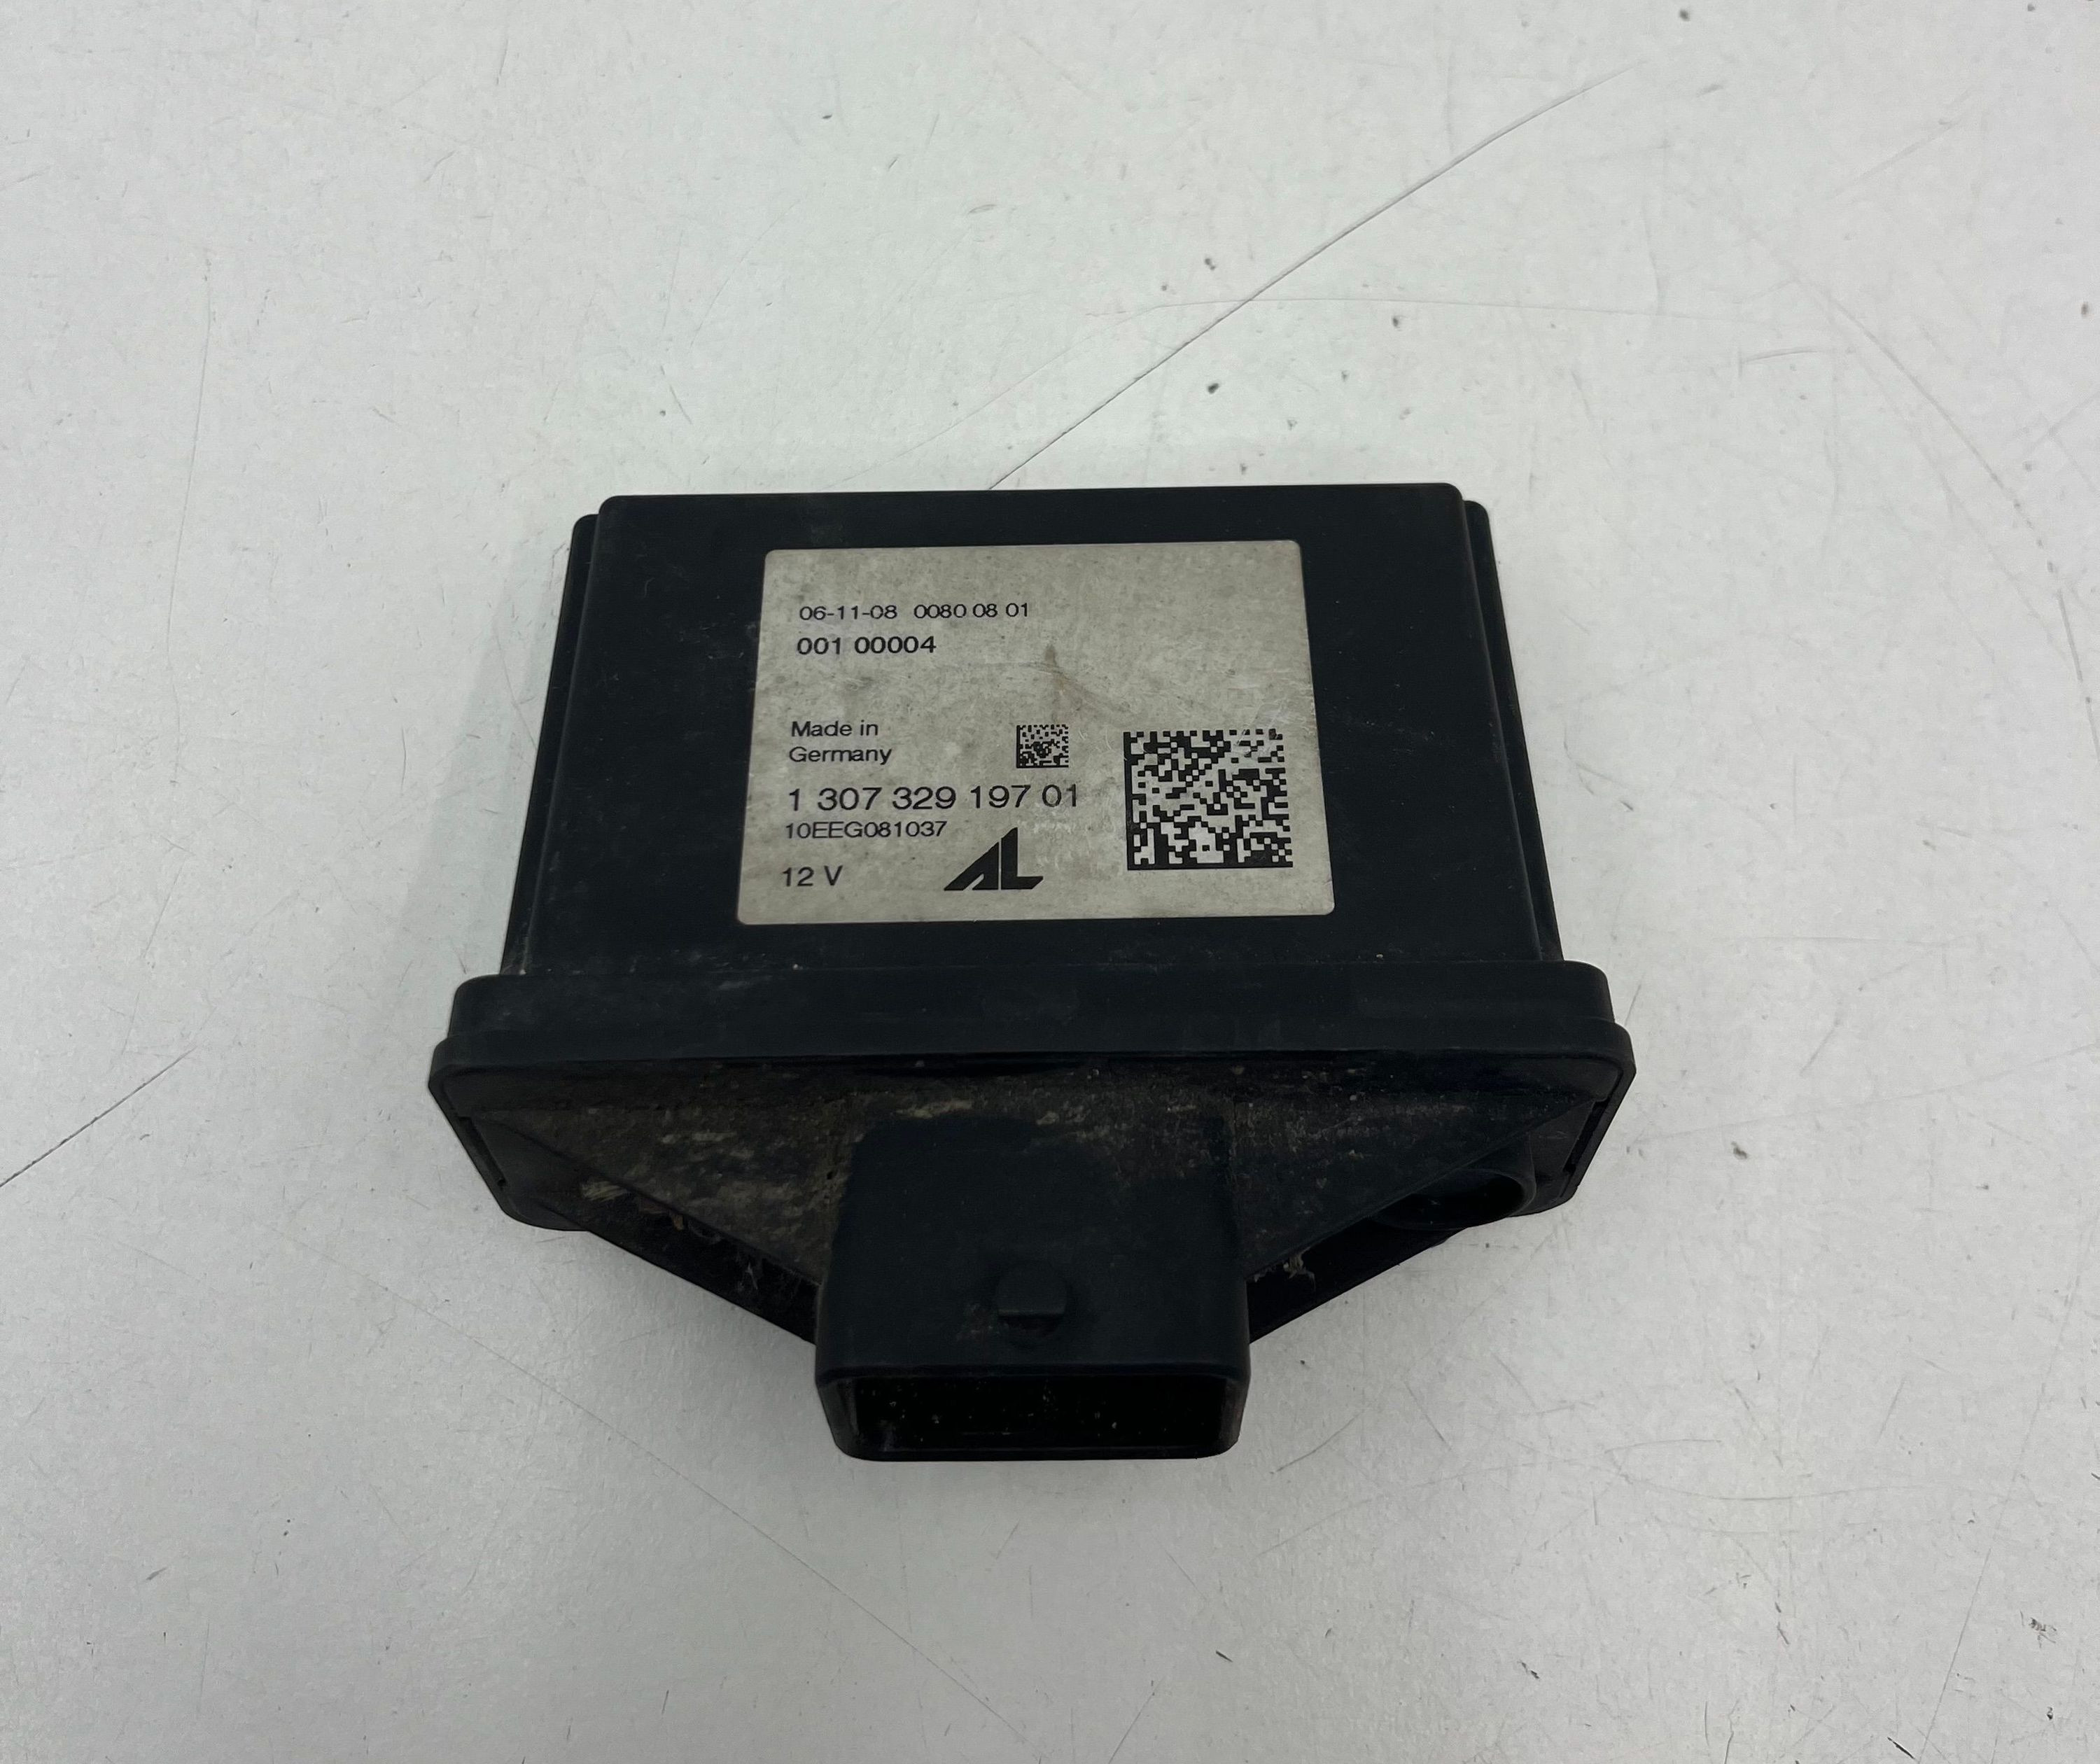 06-11-08 0080 08 01
001 00004
Made in
Germany
1 307 329 197 01
10EEG081037
12 V
AL